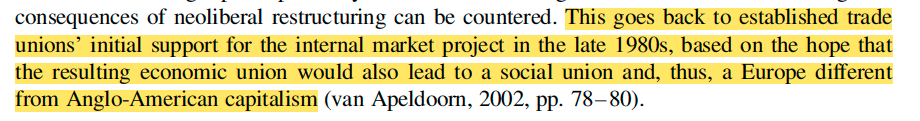 consequences of neoliberal restructuring can be countered. This goes back to established trade
unions’ initial support for the internal market project in the late 1980s, based on the hope that
the resulting economic union would also lead to a social union and, thus, a Europe different
from Anglo-American capitalism (van Apeldoorn, 2002, pp. 78–80).